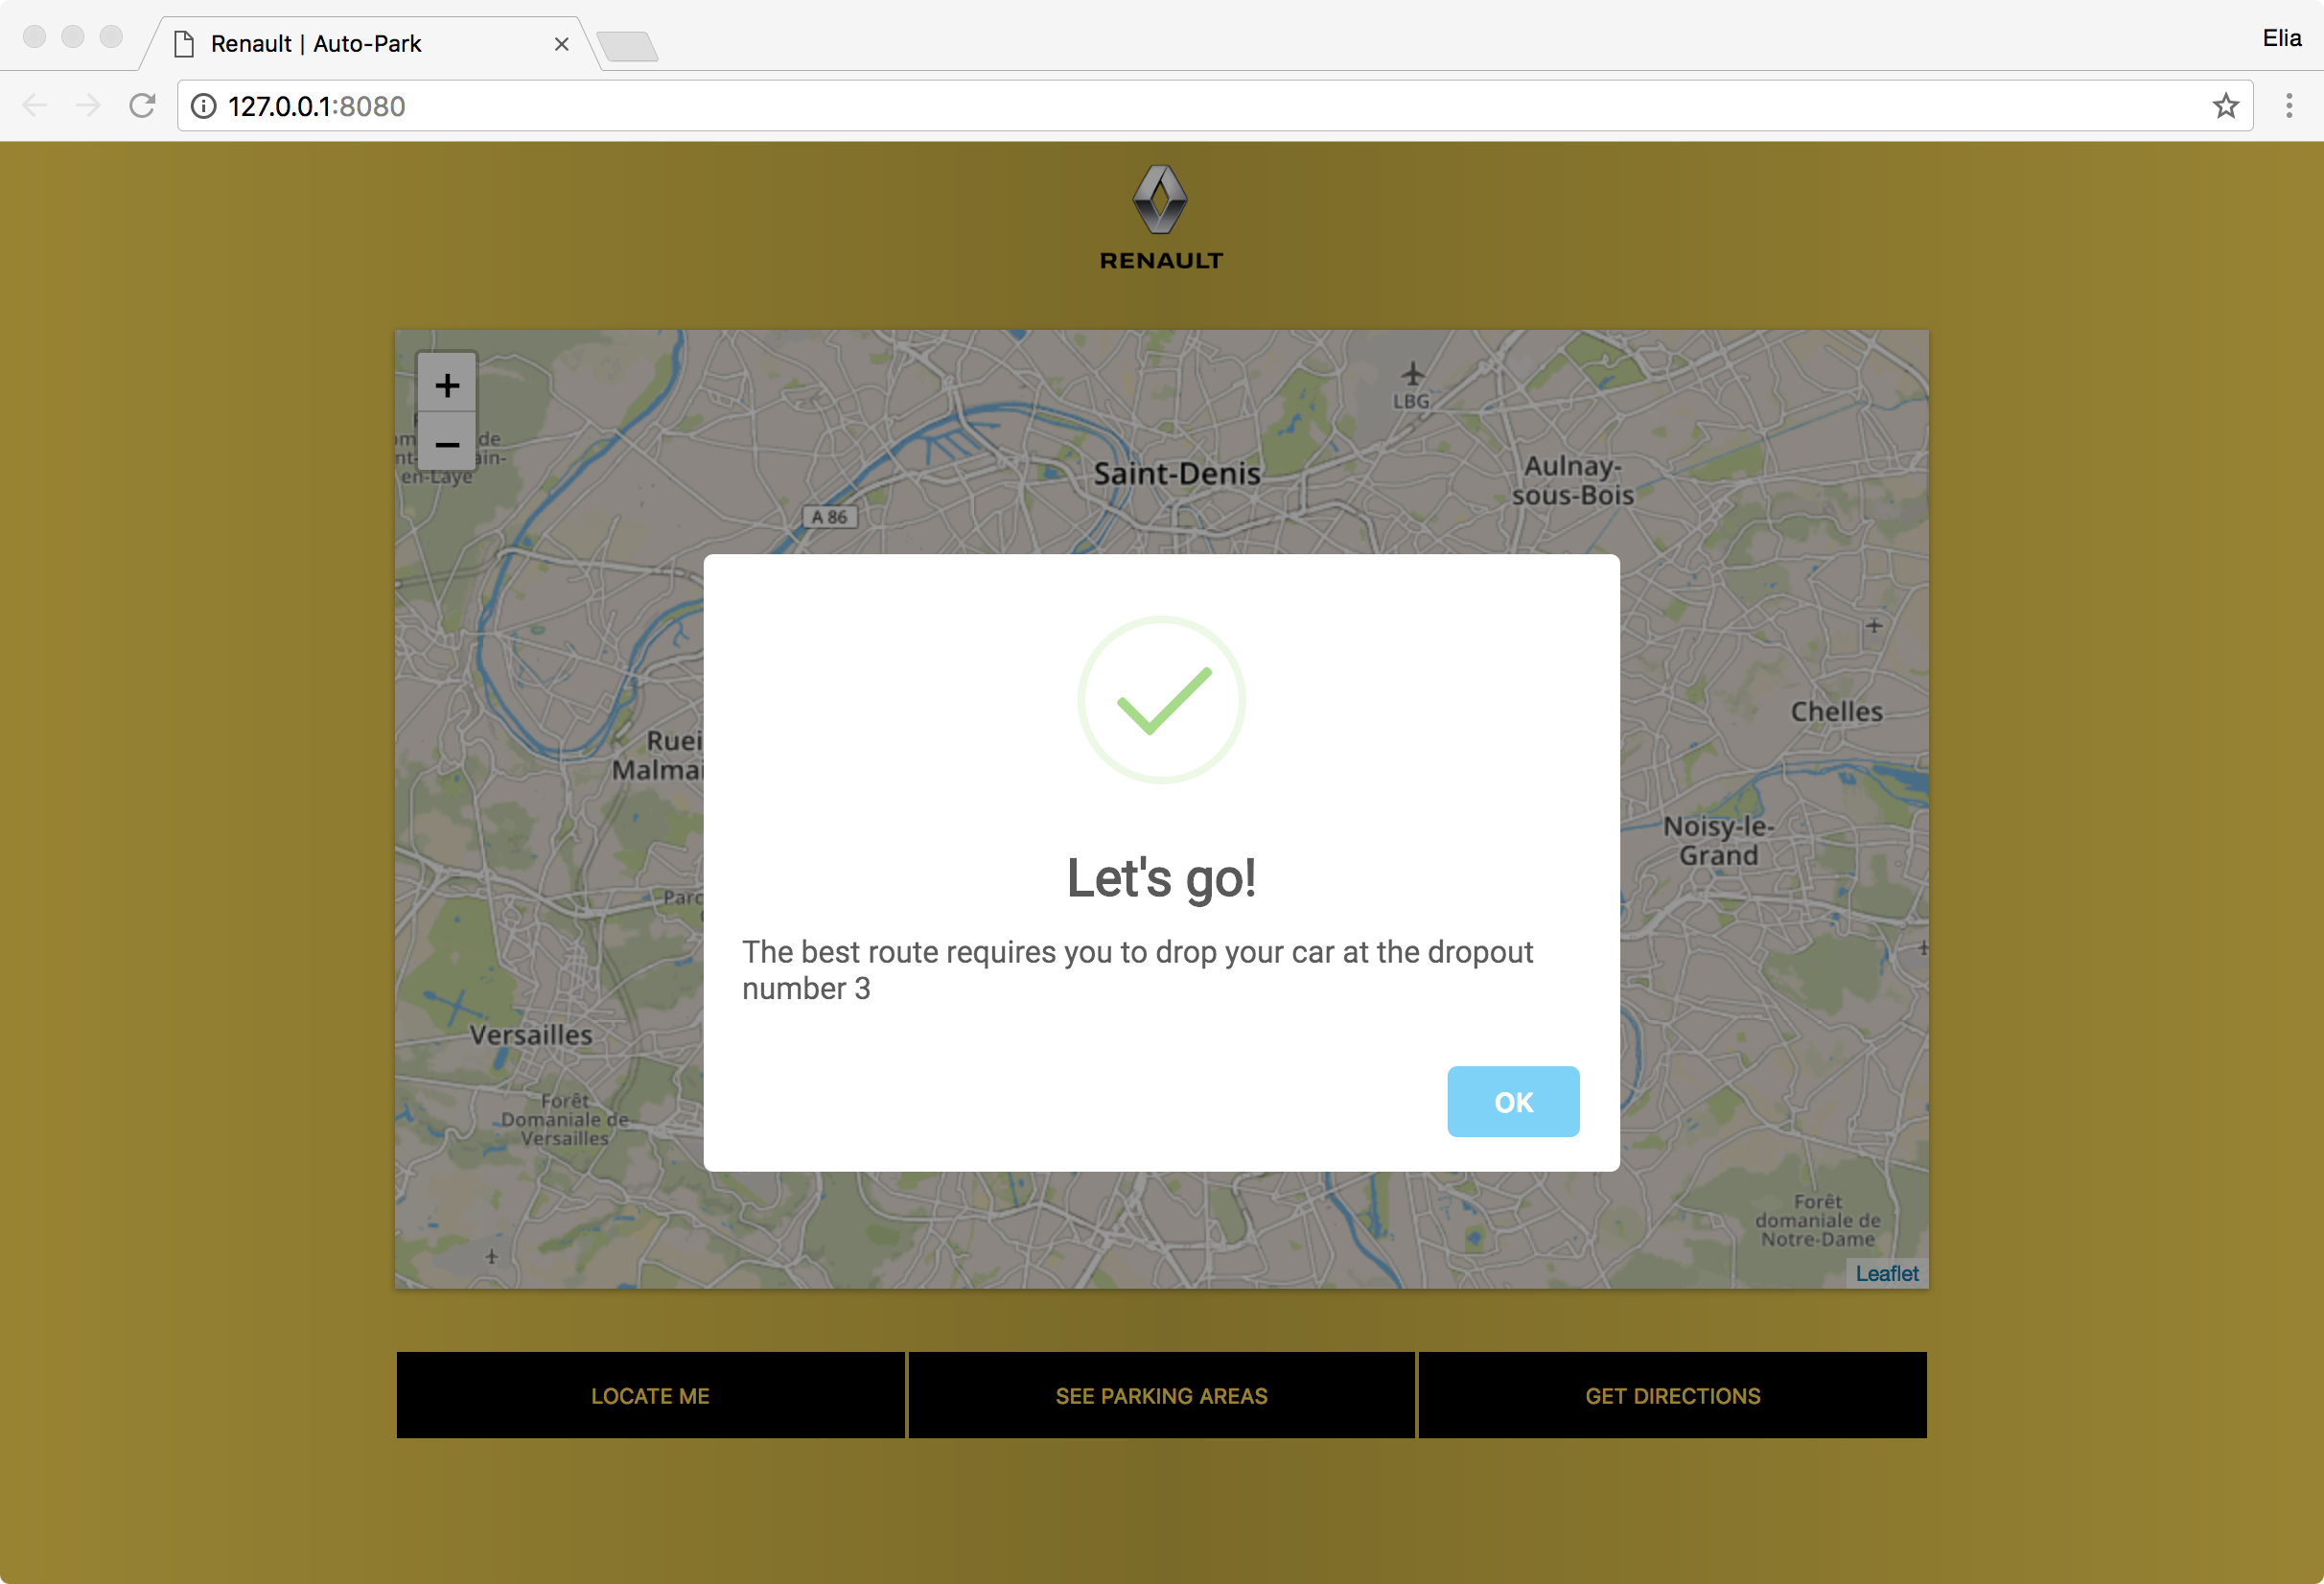 Renault | Auto-Park
Elia
127.0.0.1:8080
RENAULT
+
−
de
ain-
en-Laye
LBG
Saint-Denis
Aulnay-
sous-Bois
A 86
Chelles
Ruei
Malmai
Noisy-le-
Grand
Parc
Let's go!
The best route requires you to drop your car at the dropout
number 3
OK
Versailles
Forêt
Domaniale de
Versailles
Forêt
domaniale de
Notre-Dame
Leaflet
LOCATE ME
SEE PARKING AREAS
GET DIRECTIONS